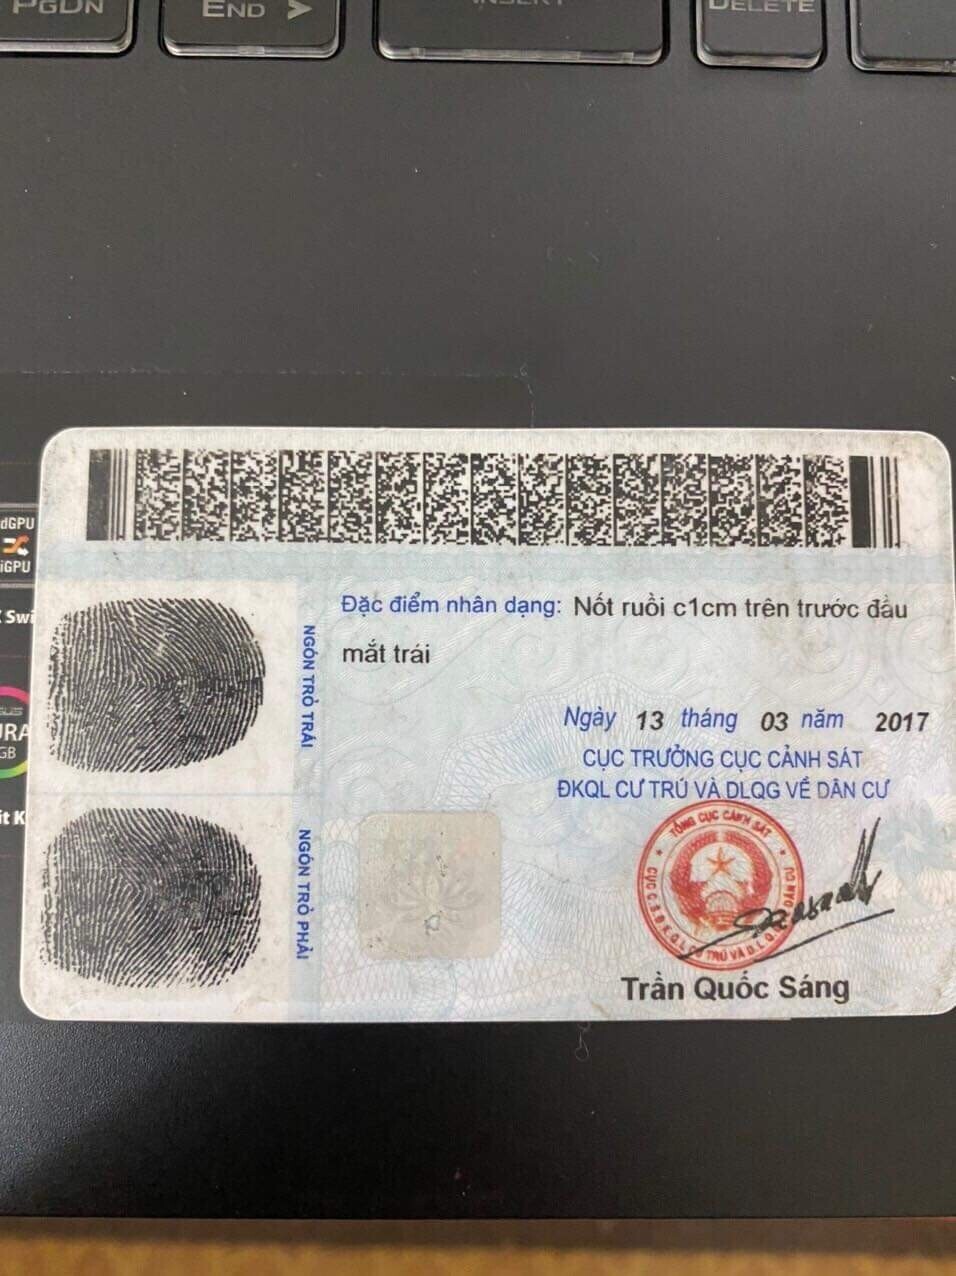 PGDN
END >
INSERT
DELETE
dGPU
iGPU
Đặc điểm nhân dạng: Nốt ruồi c1cm trên trước đầu
mắt trái
NGÓN TRỎ TRÁI
NGÓN TRỎ PHẢI
Ngày 13 tháng 03 năm 2017
CỤC TRƯỞNG CỤC CẢNH SÁT
ĐKQL CƯ TRÚ VÀ DLQG VỀ DÂN CƯ
TỔNG CỤC CẢNH SÁT
Trần Quốc Sáng